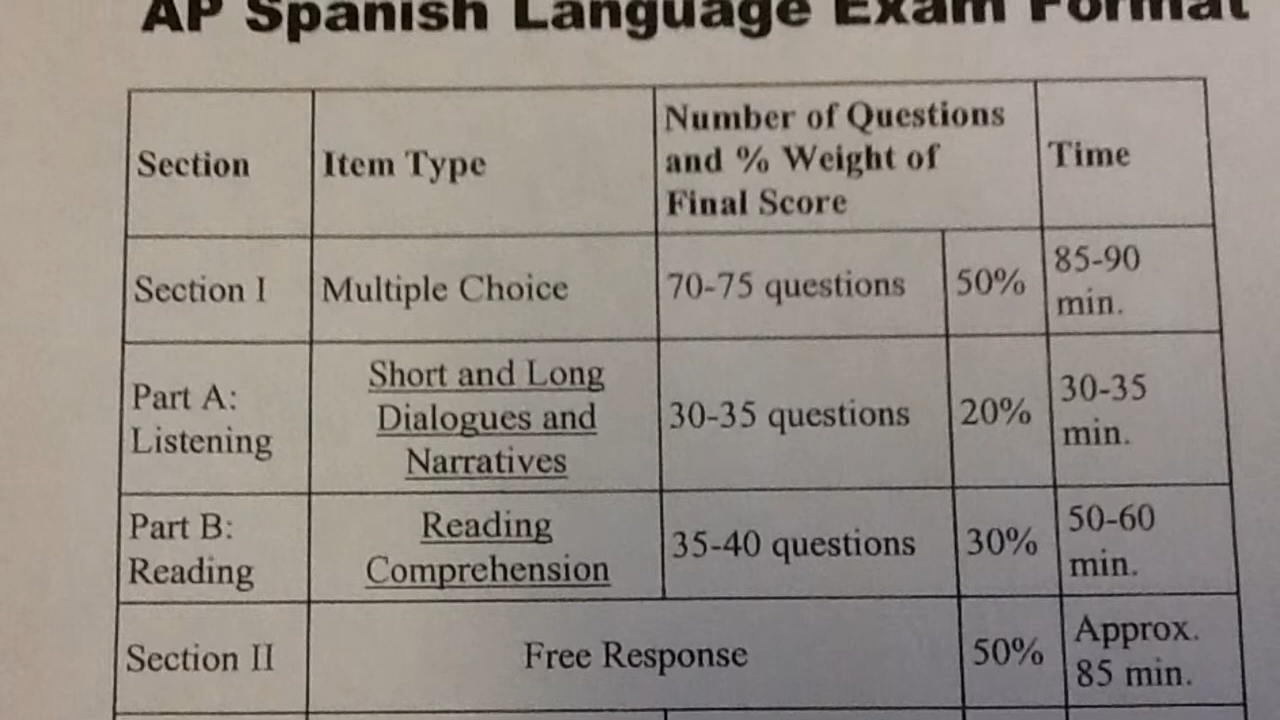 AP Spanish Language Exam Format
Section
Item Type
Number of Questions
and % Weight of
Final Score
Time
Section I
Multiple Choice
70-75 questions
50%
85-90
min.
Part A:
Listening
Short and Long
Dialogues and
Narratives
30-35 questions
20%
30-35
min.
Part B:
Reading
Reading
Comprehension
35-40 questions
30%
50-60
min.
Section II
Free Response
50%
Approx.
85 min.